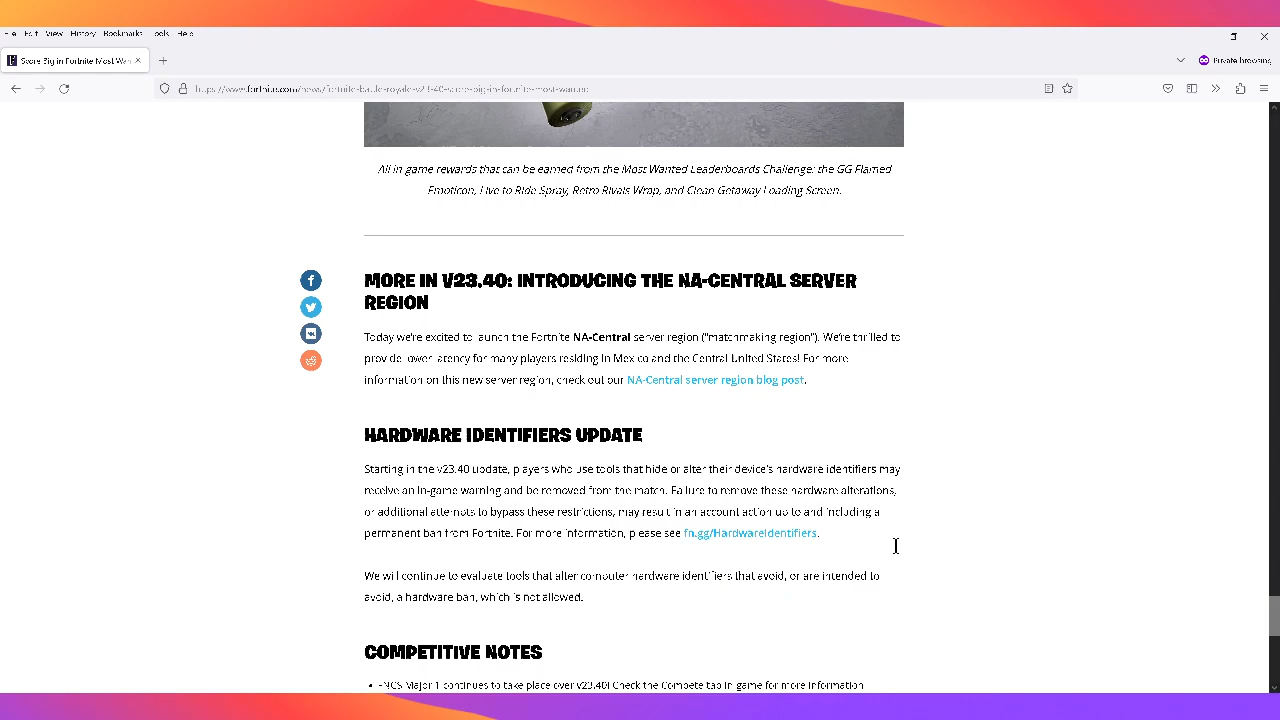 File Edit View History Bookmarks Tools Help
Score Big in Fortnite Most Wan
Private browsing
https://www.fortnite.com/news/fortnite-battle-royale-v23-40-score-big-in-fortnite-most-wanted
All in game rewards that can be earned from the Most Wanted Leaderboards Challenge: the GG Flamed
Emoticon, Live to Ride Spray, Retro Rivals Wrap, and Clean Getaway Loading Screen.
MORE IN V23.40: INTRODUCING THE NA-CENTRAL SERVER
REGION
Today we're excited to launch the Fortnite NA-Central server region ("matchmaking region"). We're thrilled to
provide lower latency for many players residing in Mexico and the Central United States! For more
information on this new server region, check out our NA-Central server region blog post.
HARDWARE IDENTIFIERS UPDATE
Starting in the v23.40 update, players who use tools that hide or alter their device's hardware identifiers may
receive an in-game warning and be removed from the match. Failure to remove these hardware alterations,
or additional attempts to bypass these restrictions, may result in an account action up to and including a
permanent ban from Fortnite. For more information, please see fn.gg/HardwareIdentifiers.
We will continue to evaluate tools that alter computer hardware identifiers that avoid, or are intended to
avoid, a hardware ban, which is not allowed.
COMPETITIVE NOTES
• FNCS Major 1 continues to take place over v23.40! Check the Compete tab in game for more information